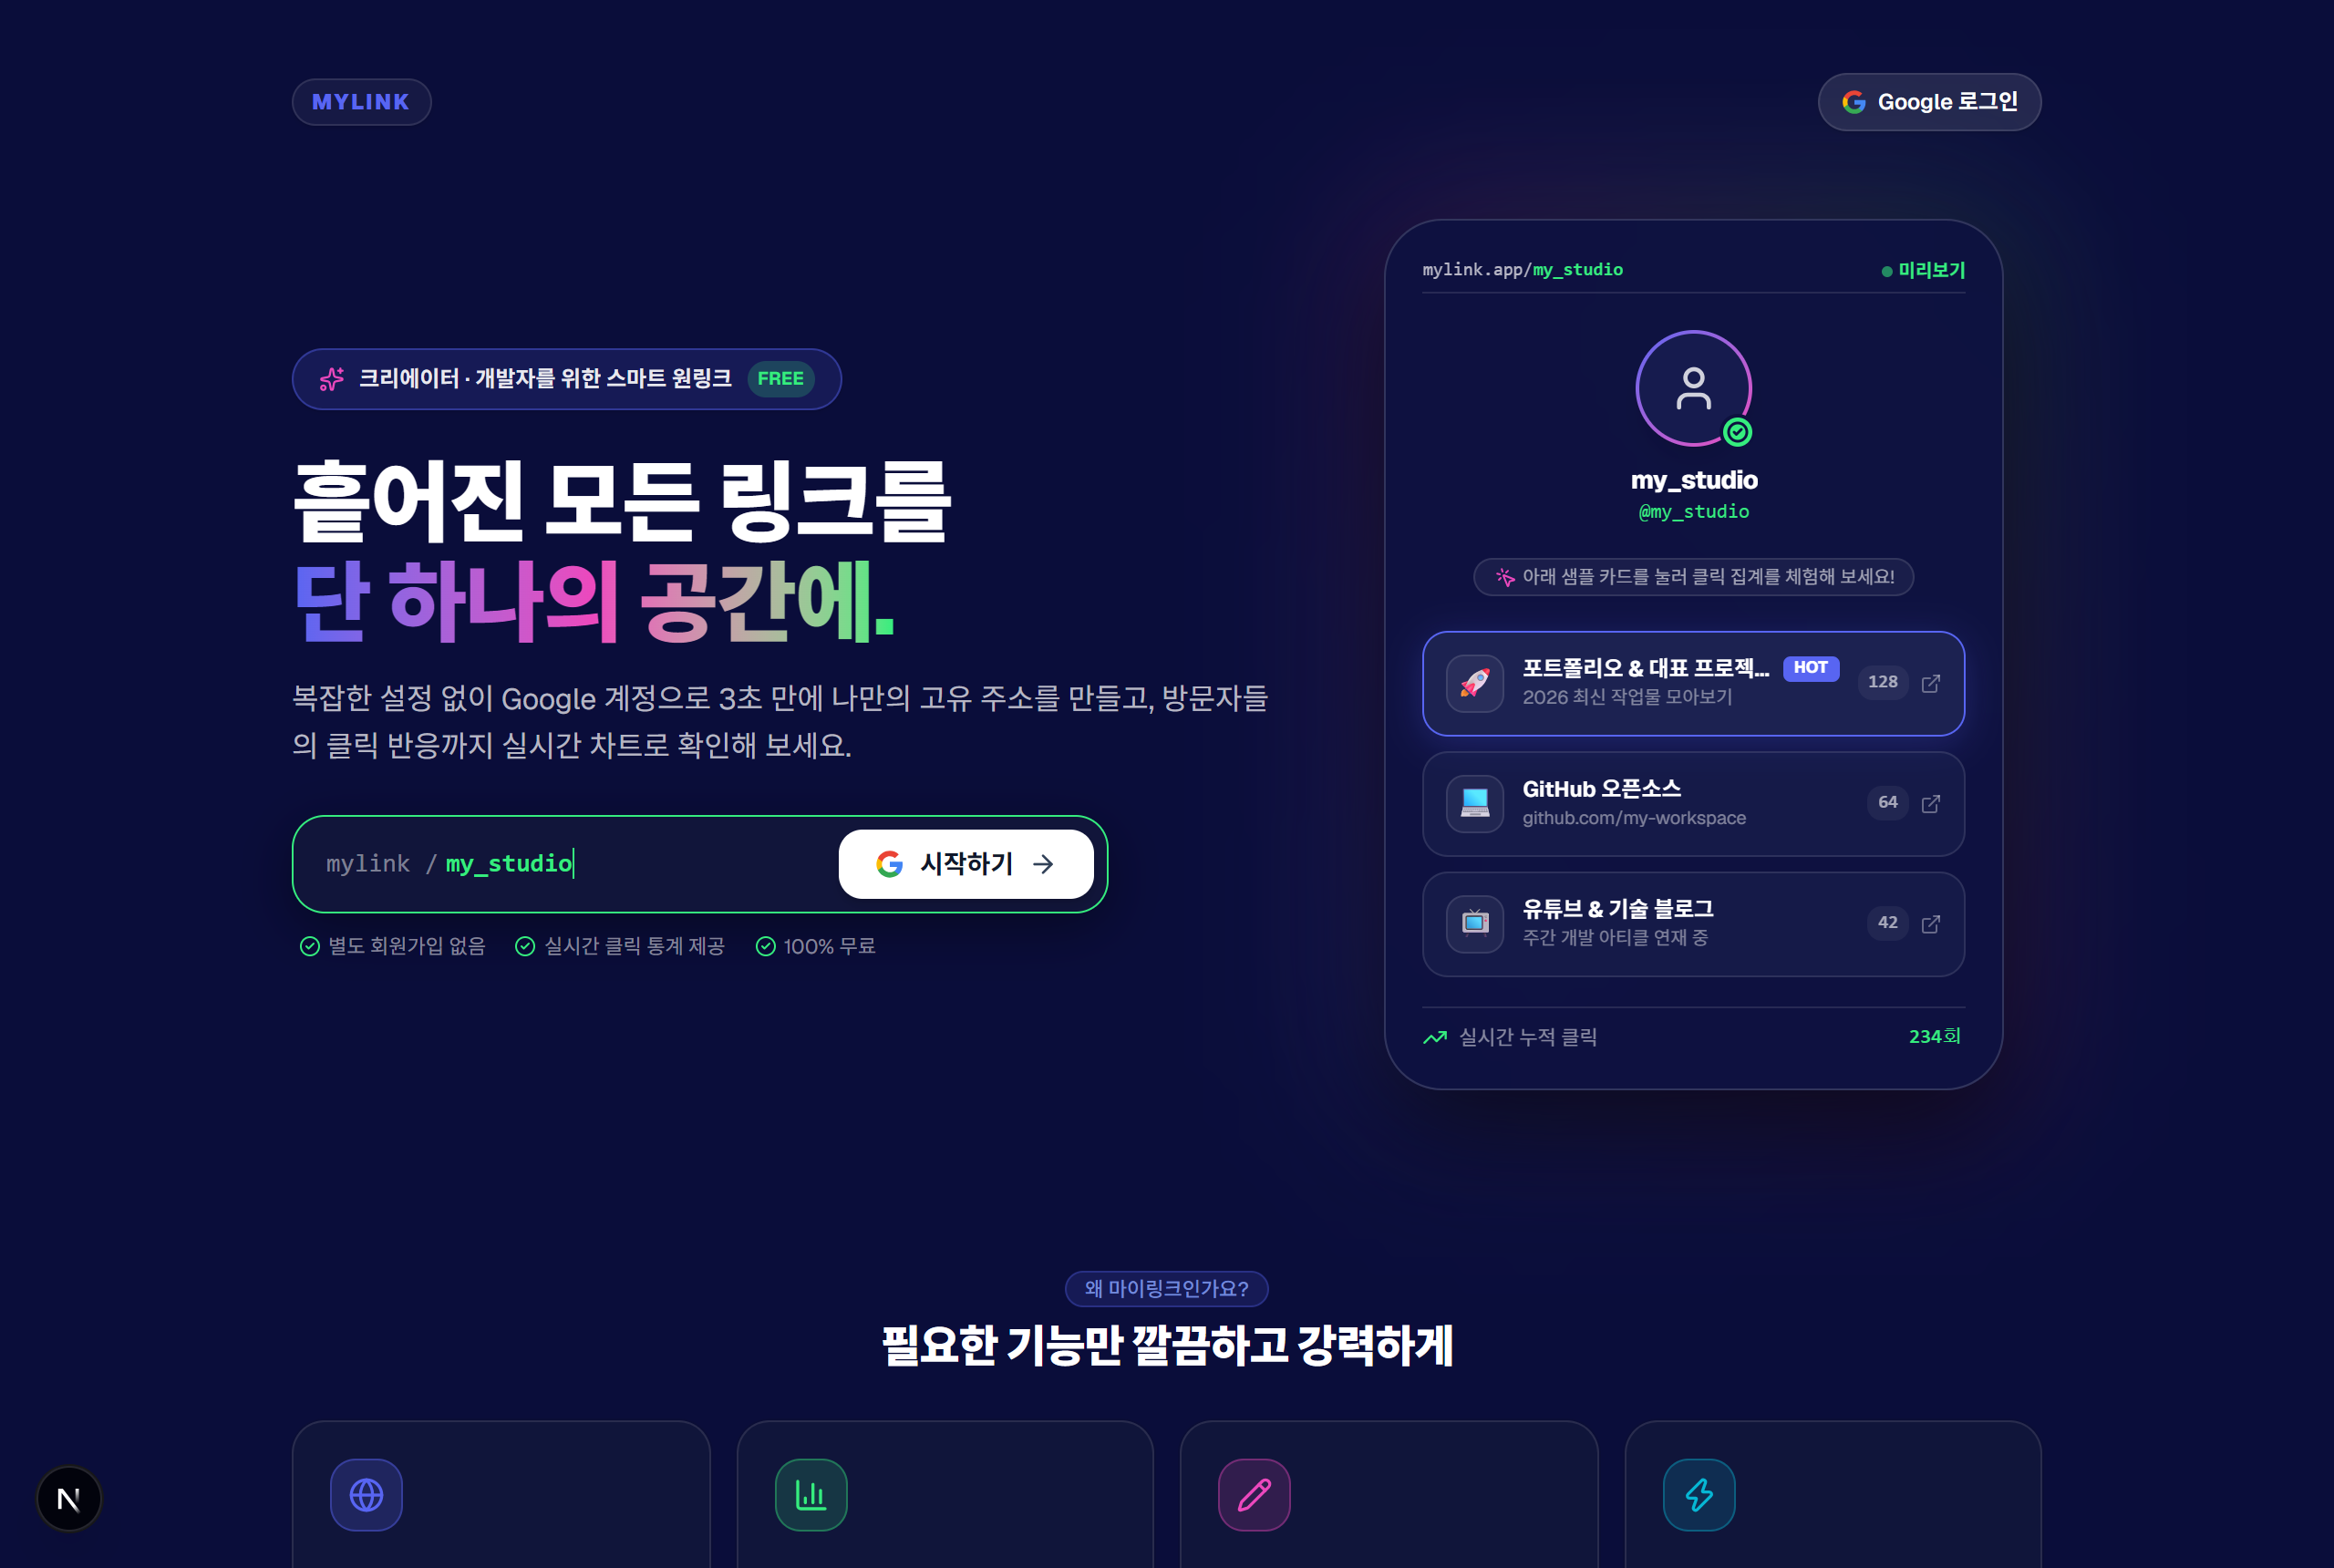 MYLINK
Google 로그인
크리에이터 · 개발자를 위한 스마트 원링크 FREE
흩어진 모든 링크를
단 하나의 공간에.
복잡한 설정 없이 Google 계정으로 3초 만에 나만의 고유 주소를 만들고, 방문자들
의 클릭 반응까지 실시간 차트로 확인해 보세요.
mylink / my_studio
시작하기
별도 회원가입 없음 실시간 클릭 통계 제공 100% 무료
mylink.app/my_studio
미리보기
my_studio
@my_studio
아래 샘플 카드를 눌러 클릭 집계를 체험해 보세요!
포트폴리오 & 대표 프로젝... HOT
2026 최신 작업물 모아보기
128
GitHub 오픈소스
github.com/my-workspace
64
유튜브 & 기술 블로그
주간 개발 아티클 연재 중
42
실시간 누적 클릭
234회
왜 마이링크인가요?
필요한 기능만 깔끔하고 강력하게
N